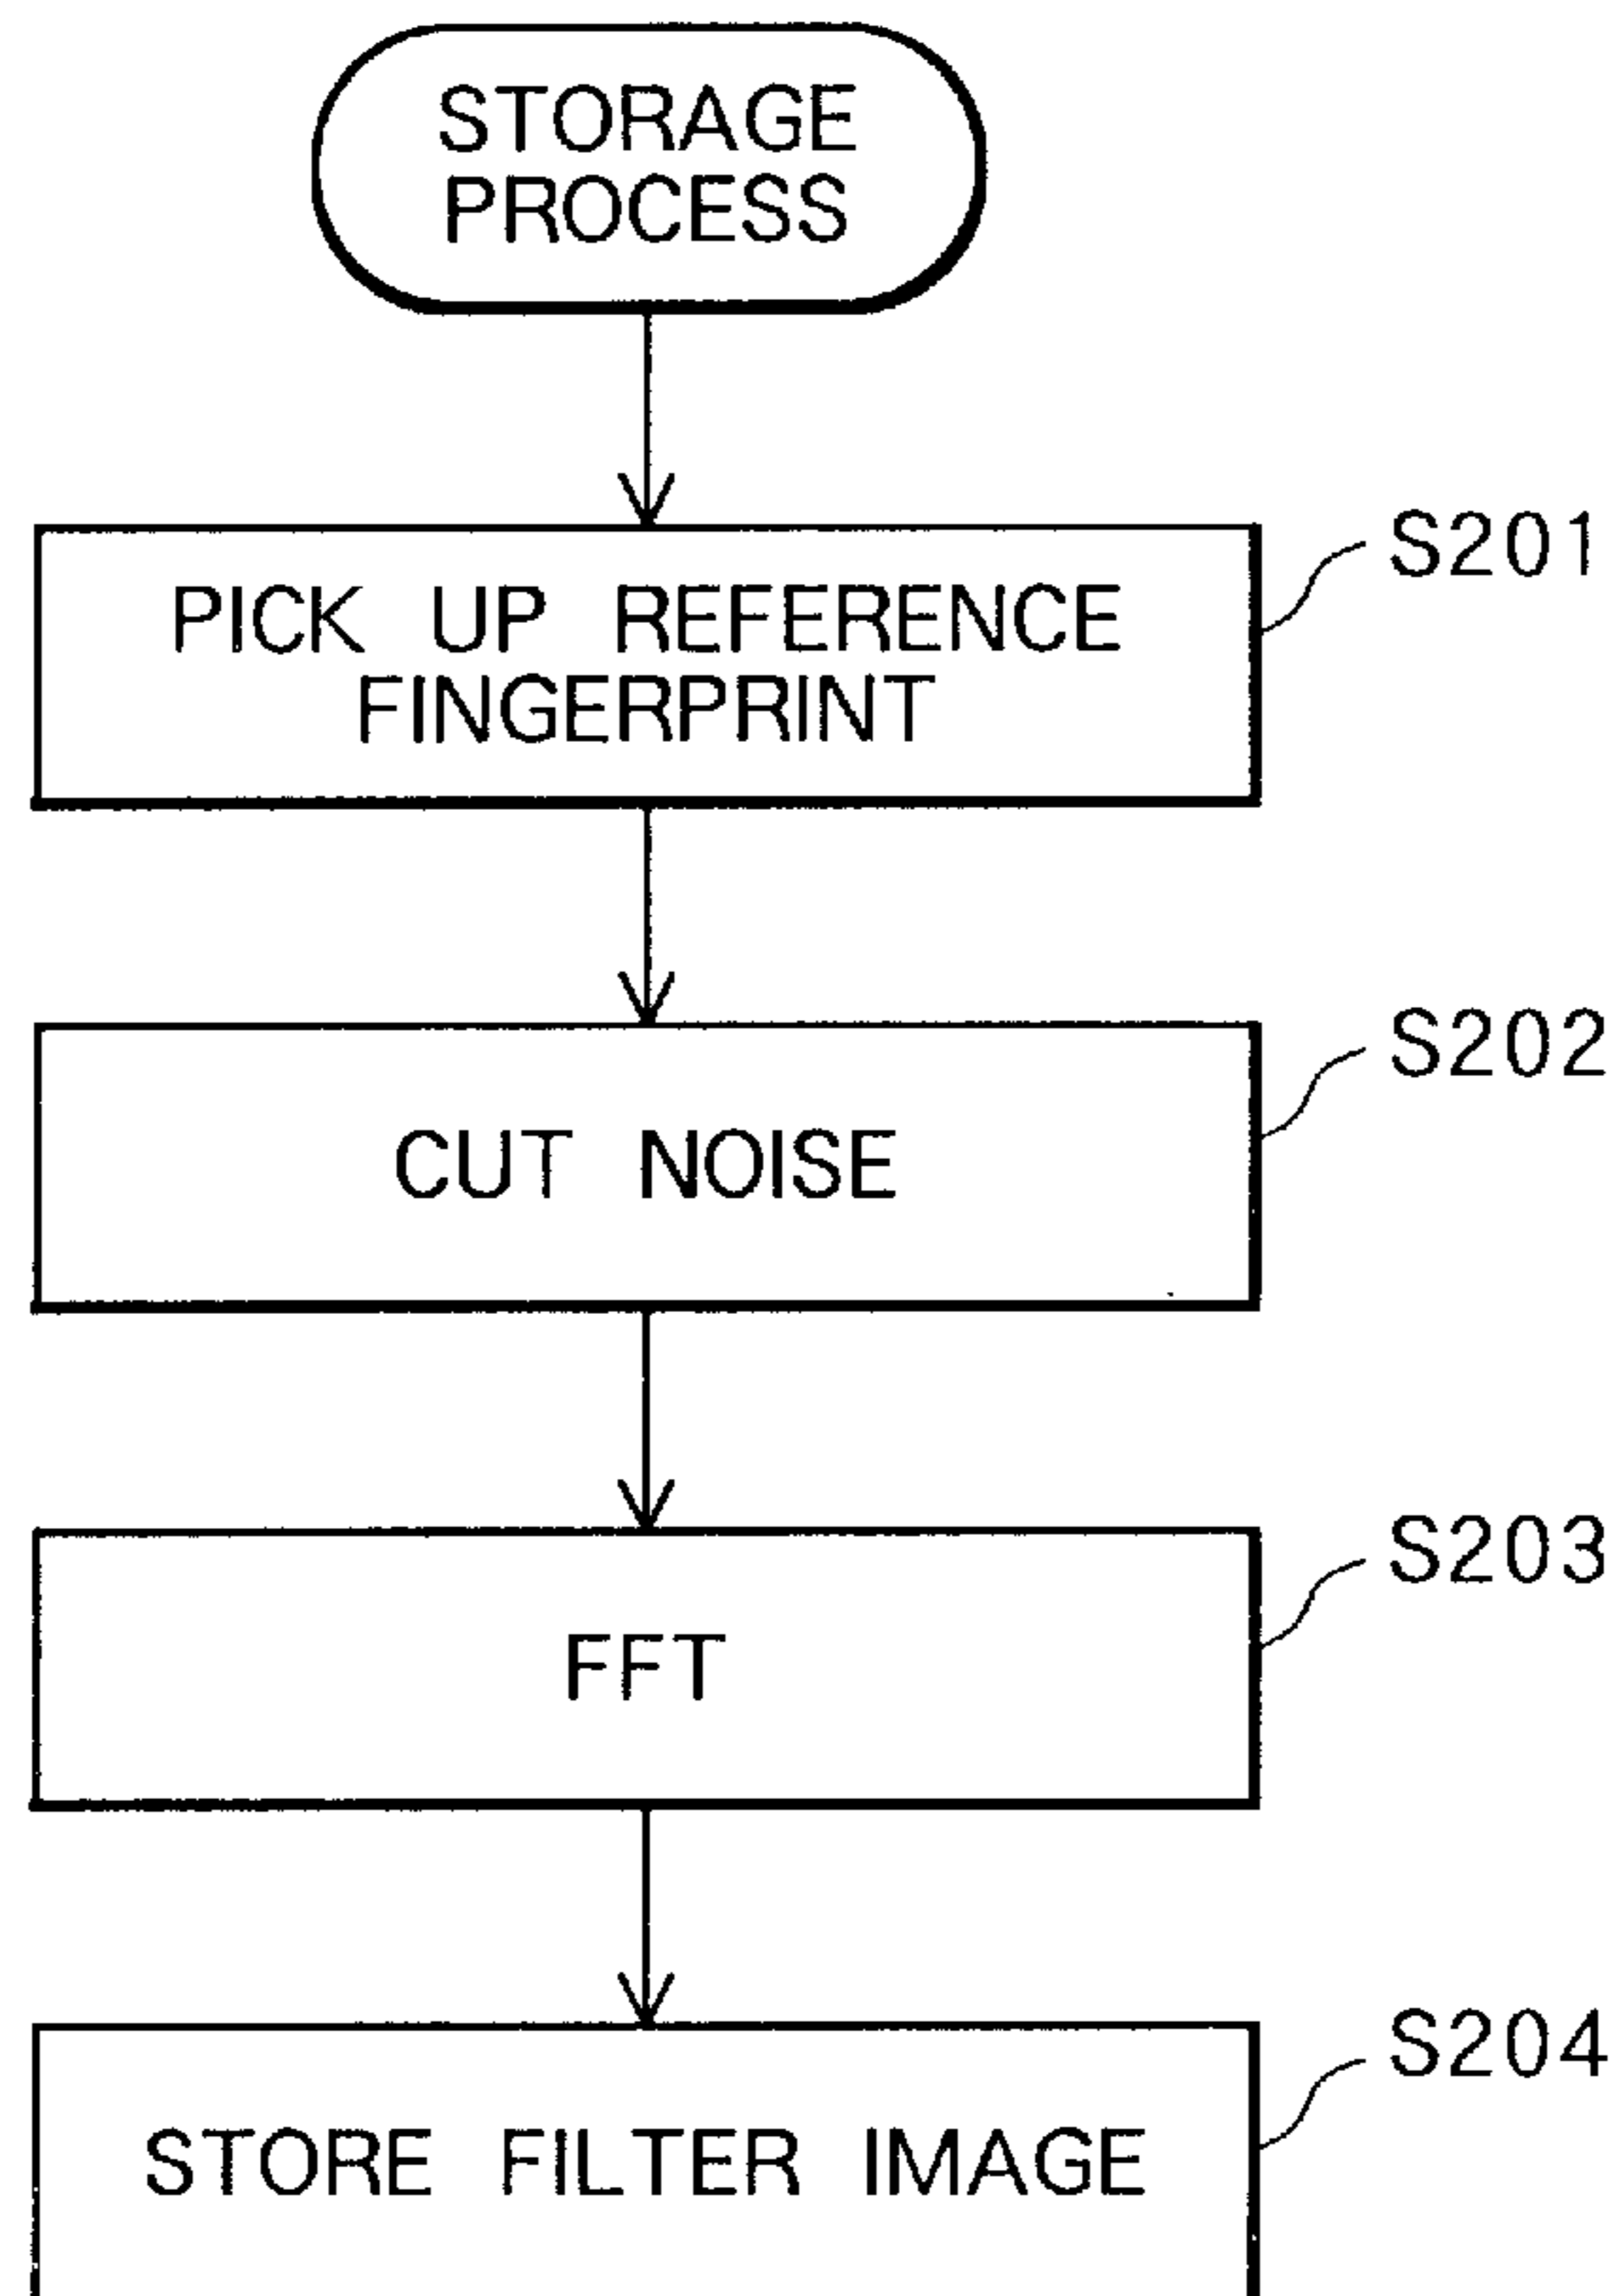 STORAGE
PROCESS
S201
PICK UP REFERENCE
FINGERPRINT
S202
CUT NOISE
S203
FFT
S204
STORE FILTER IMAGE